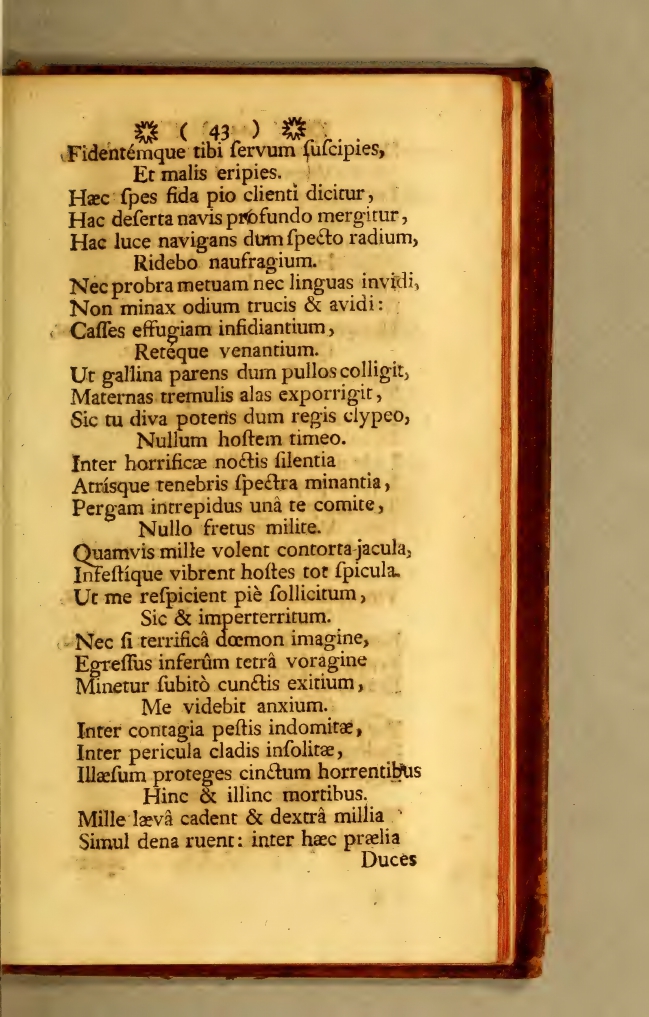 ( 43 )
Fidentémque tibi ſervum ſuſcipies,
Et malis eripies.
Hæc ſpes fida pio clienti dicitur,
Hac deſerta navis profundo mergitur,
Hac luce navigans dum ſpecto radium,
Ridebo naufragium.
Nec probra metuam nec linguas invidi,
Non minax odium trucis & avidi:
Caſſes effugiam inſidiantium,
Retéque venantium.
Ut gallina parens dum pullos colligit,
Maternas tremulis alas exporrigit,
Sic tu diva potens dum regis clypeo,
Nullum hoſtem timeo.
Inter horrificæ noctis ſilentia
Atríſque tenebris ſpectra minantia,
Pergam intrepidus unâ te comite,
Nullo fretus milite.
Quamvis mille volent contorta jacula,
Infeſtíque vibrent hoſtes tot ſpicula.
Ut me reſpicient piè ſollicitum,
Sic & imperterritum.
Nec ſi terrificâ dœmon imagine,
Egreſſus inferûm tetrâ voragine
Minetur ſubitò cunctis exitium,
Me videbit anxium.
Inter contagia peſtis indomitæ,
Inter pericula cladis inſolitæ,
Illæſum proteges cinctum horrentibus
Hinc & illinc mortibus.
Mille lævâ cadent & dextrâ millia
Simul dena ruent: inter hæc prælia
Duces